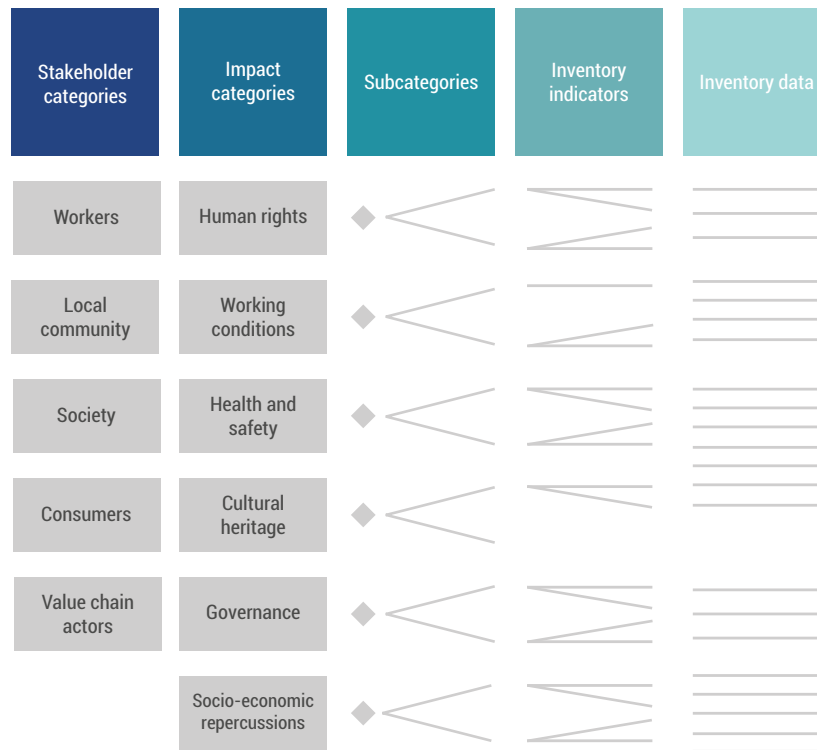 Stakeholder
categories
Impact
categories
Subcategories
Inventory
indicators
Inventory data
Workers
Human rights
Local
community
Working
conditions
Society
Health and
safety
Consumers
Cultural
heritage
Value chain
actors
Governance
Socio-economic
repercussions